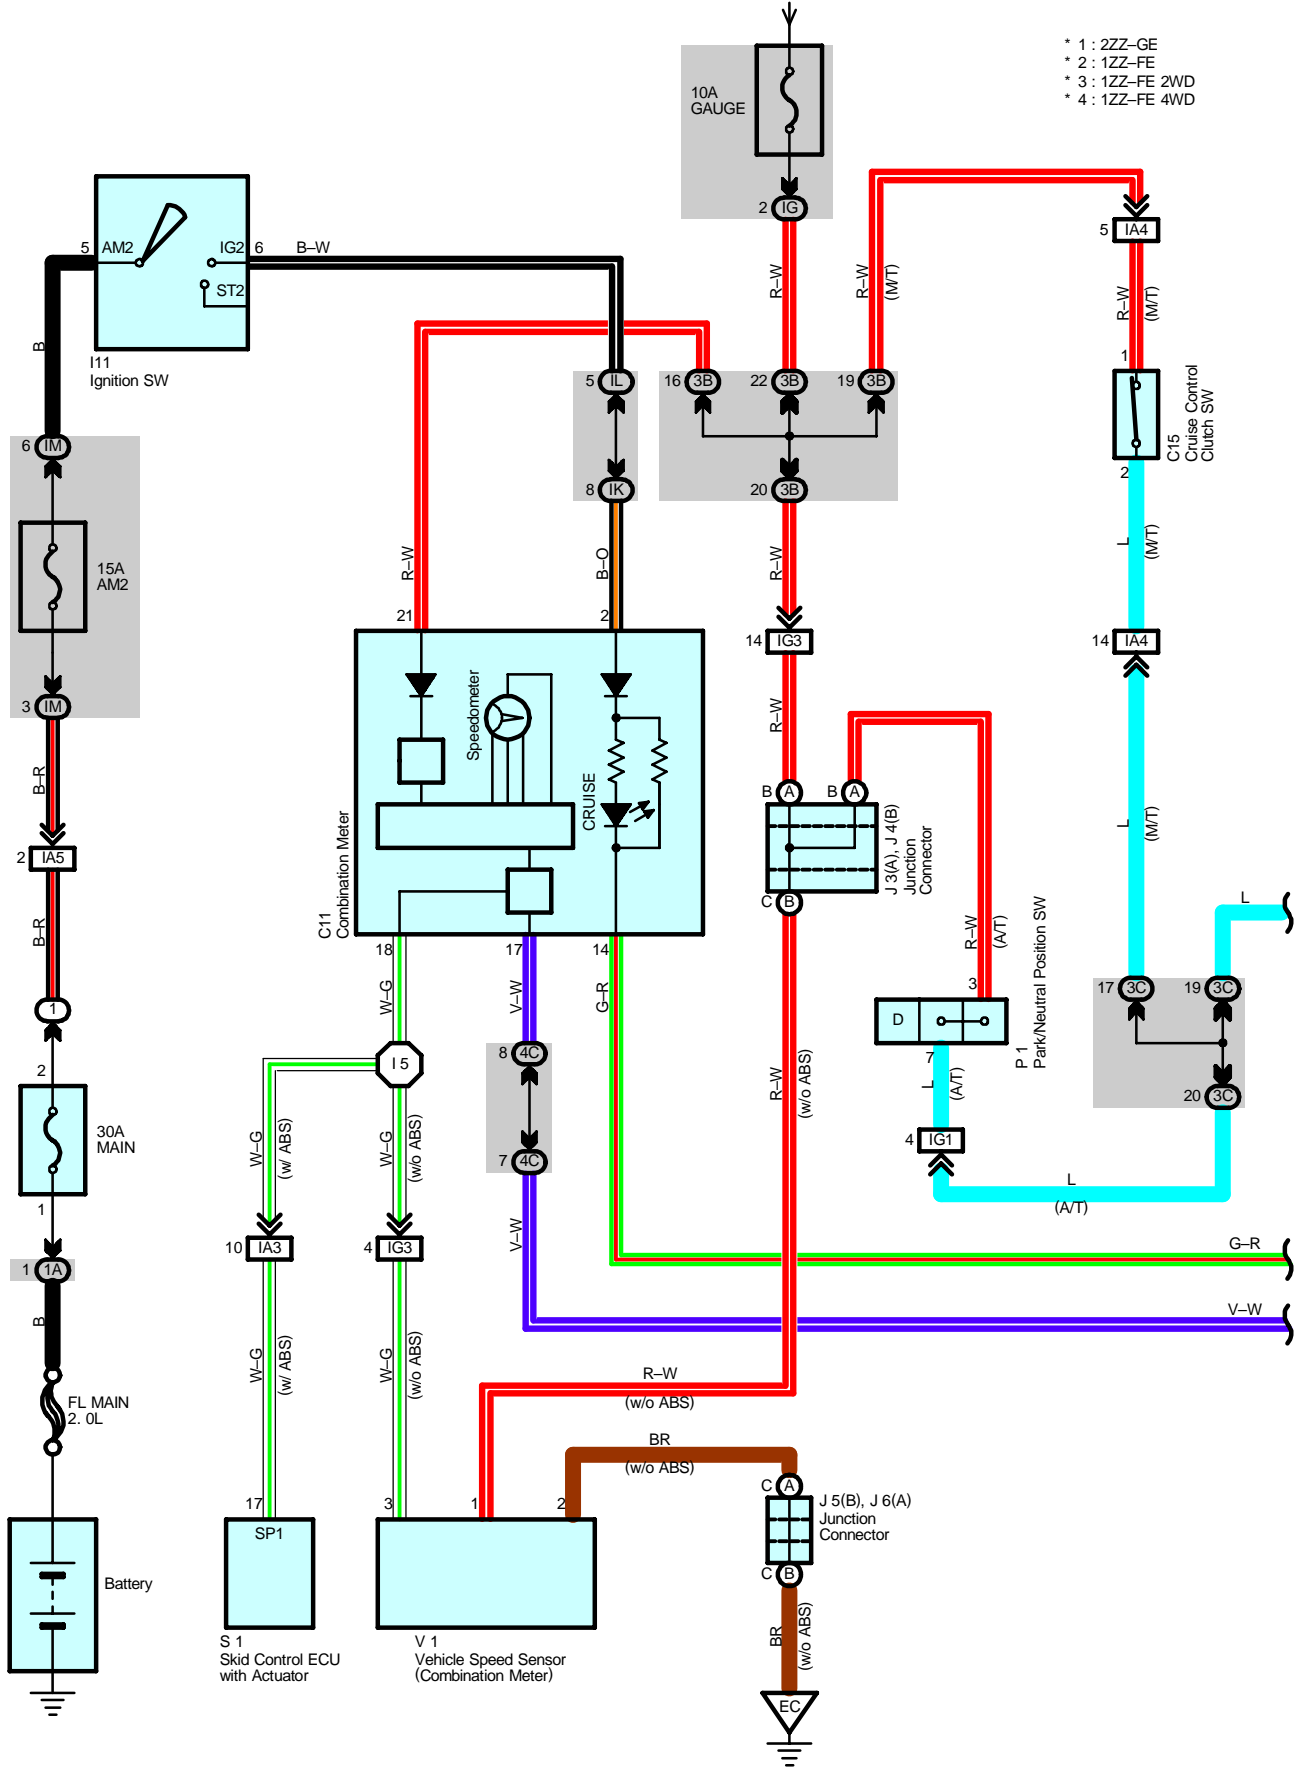 * 1 : 2ZZ–GE
* 2 : 1ZZ–FE
* 3 : 1ZZ–FE 2WD
* 4 : 1ZZ–FE 4WD
10A
GAUGE
2 IG
5 AM2
IG2 6
ST2
B–W
I11
Ignition SW
B
R–W
R–W
(M/T)
5 IA4
R–W
(M/T)
5 IL
8 IK
16 3B
22 3B
19 3B
20 3B
1
2
C15
Cruise Control
Clutch SW
6 IM
15A
AM2
3 IM
R–W
B–O
R–W
L
(M/T)
21
2
14 IG3
14 IA4
Speedometer
CRUISE
C11
Combination Meter
R–W
B–R
2 IA5
B–R
1
B A
B A
C B
J 3(A), J 4(B)
Junction
Connector
L
(M/T)
L
R–W
(A/T)
18
17
14
W–G
V–W
G–R
17 3C
19 3C
20 3C
3
D
7
P 1
Park/Neutral Position SW
I 5
8 4C
7 4C
2
30A
MAIN
1
W–G
(w/ ABS)
W–G
(w/o ABS)
R–W
(w/o ABS)
L
(A/T)
4 IG1
L
(A/T)
10 IA3
4 IG3
V–W
G–R
V–W
1 1A
B
FL MAIN
2. 0L
W–G
(w/ ABS)
W–G
(w/o ABS)
R–W
(w/o ABS)
BR
(w/o ABS)
17
SP1
3
1
2
C A
J 5(B), J 6(A)
Junction
Connector
C B
Battery
S 1
Skid Control ECU
with Actuator
V 1
Vehicle Speed Sensor
(Combination Meter)
BR
(w/o ABS)
EC